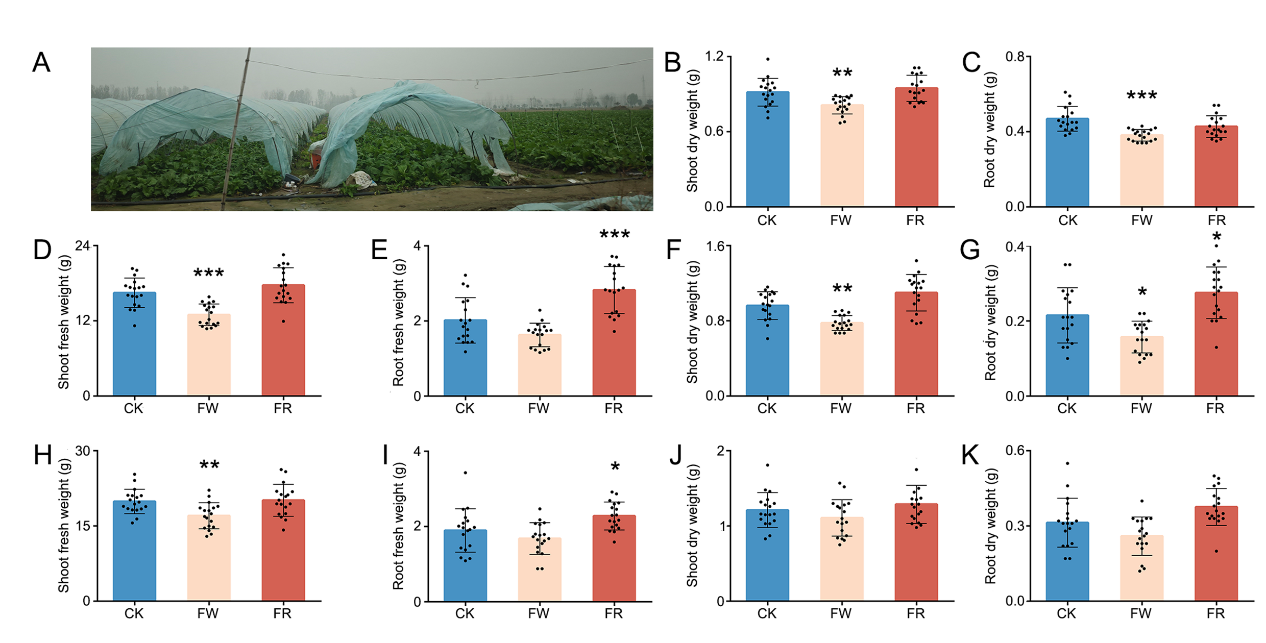 A
B
Shoot dry weight (g)
1.2
0.6
0.0
**
CK FW FR
C
Root dry weight (g)
0.8
0.4
0.0
***
CK FW FR
D
Shoot fresh weight (g)
24
12
0
***
CK FW FR
E
Root fresh weight (g)
4
2
0
***
CK FW FR
F
Shoot dry weight (g)
1.6
0.8
0.0
**
CK FW FR
G
Root dry weight (g)
0.4
0.2
0.0
* *
CK FW FR
H
Shoot fresh weight (g)
30
15
0
**
CK FW FR
I
Root fresh weight (g)
4
2
0
*
CK FW FR
J
Shoot dry weight (g)
2
1
0
CK FW FR
K
Root dry weight (g)
0.6
0.3
0.0
CK FW FR